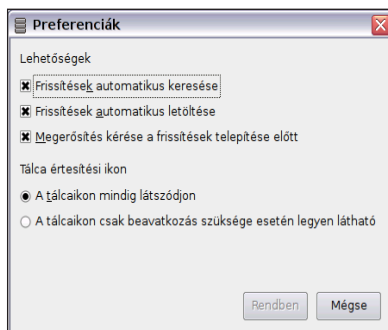 Preferenciák
Lehetőségek
Frissítések automatikus keresése
Frissítések automatikus letöltése
Megerősítés kérése a frissítések telepítése előtt
Tálca értesítési ikon
A tálcaikon mindig látszódjon
A tálcaikon csak beavatkozás szüksége esetén legyen látható
Rendben
Mégse